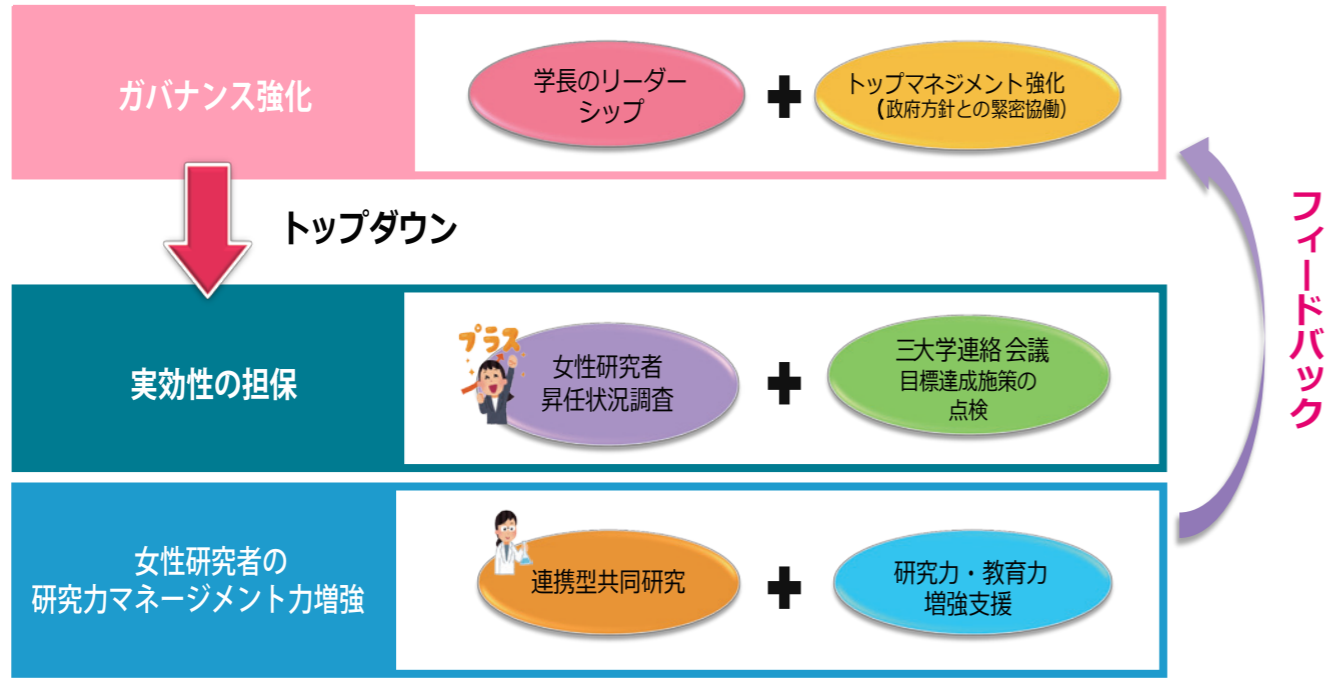 ガバナンス強化
学長のリーダー
シップ
+
トップマネジメント強化
(政府方針との緊密協働)
トップダウン
フィードバック
実効性の担保
プラス
女性研究者
昇任状況調査
+
三大学連絡会議
目標達成施策の
点検
女性研究者の
研究力マネージメント力増強
連携型共同研究
+
研究力・教育力
増強支援